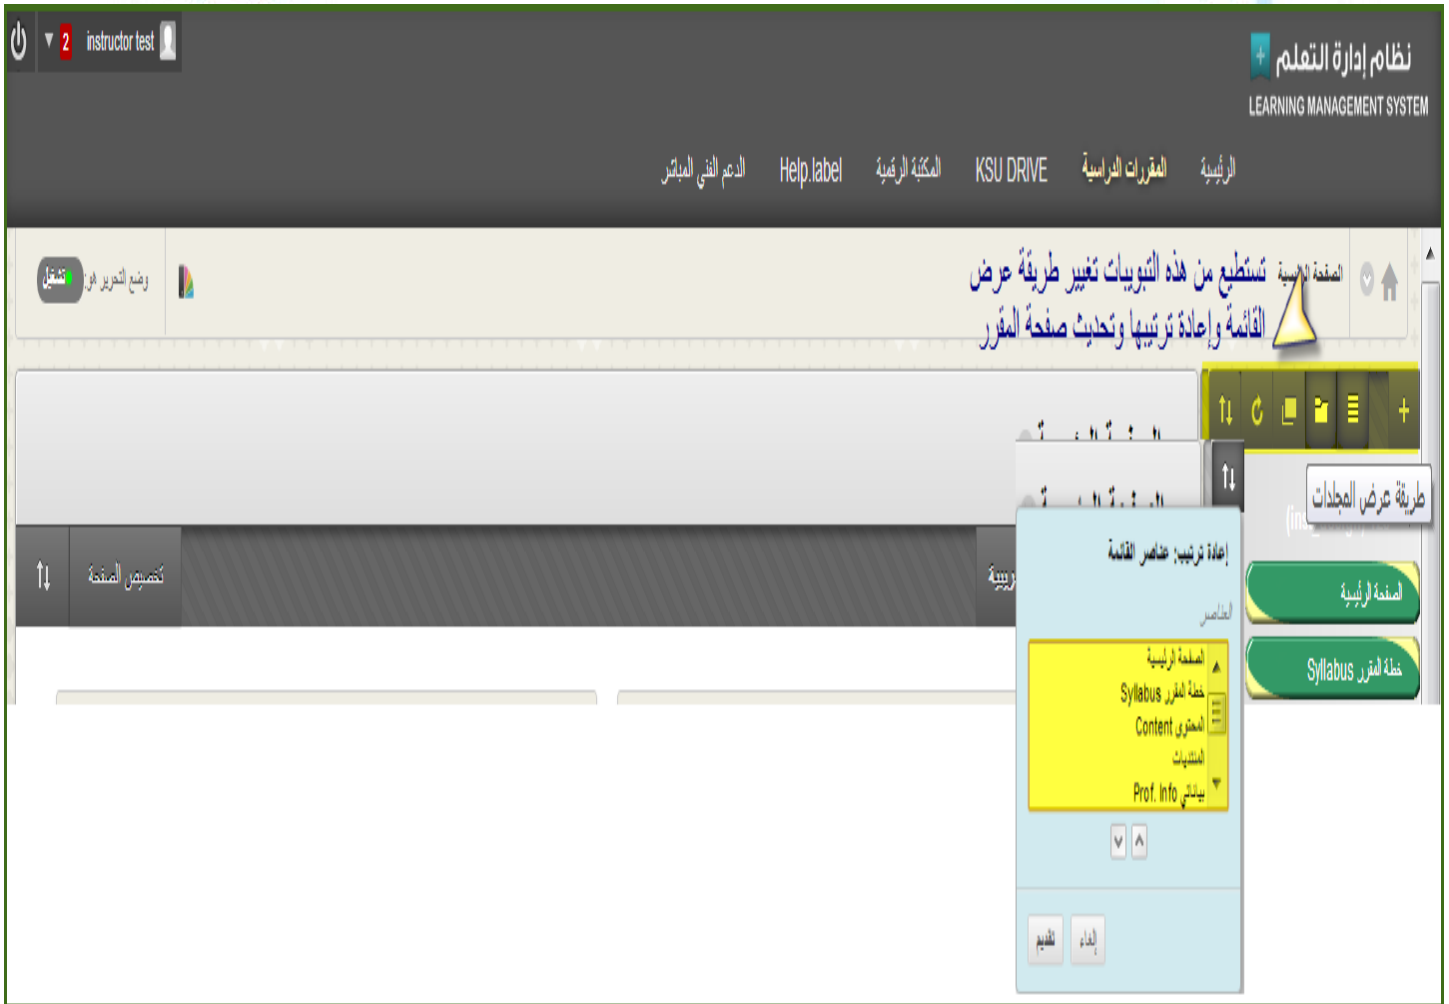 instructor test
2
نظام إدارة التعلم
LEARNING MANAGEMENT SYSTEM
الرئيسية
المقررات الدراسية
KSU DRIVE
المكتبة الرقمية
Help.label
الدعم الفني المباشر
الصفحة
تستطيع من هذه التبويبات تغيير طريقة عرض
القائمة وإعادة ترتيبها وتحديث صفحة المقرر
وضع التحرير هو:
تشغيل
طريقة عرض المجلدات
تخصيص الصفحة
إعادة ترتيب: عناصر القائمة
العناصر
الصفحة الرئيسية
خطة المقرر Syllabus
المحتوى Content
المنتديات
بياناتي Prof. Info
إلغاء
تقديم
الصفحة الرئيسية
خطة المقرر Syllabus